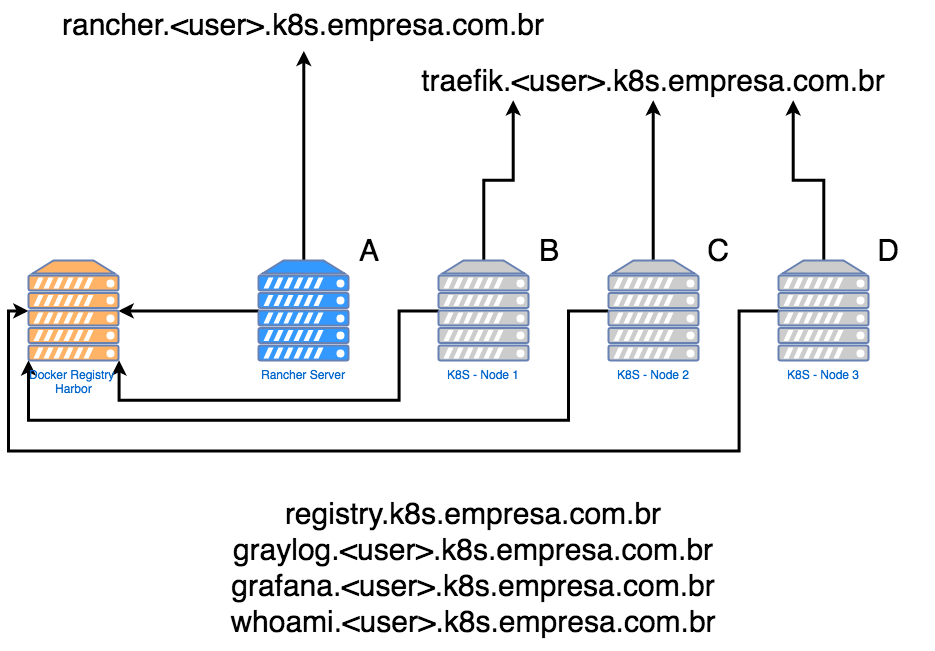 rancher.<user>.k8s.empresa.com.br
traefik.<user>.k8s.empresa.com.br
A
B
C
D
Docker Registry
Harbor
Rancher Server
K8S - Node 1
K8S - Node 2
K8S - Node 3
registry.k8s.empresa.com.br
graylog.<user>.k8s.empresa.com.br
grafana.<user>.k8s.empresa.com.br
whoami.<user>.k8s.empresa.com.br